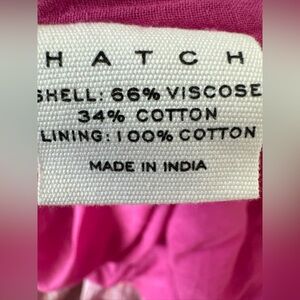 HATCH
SHELL: 66% VISCOSE
34% COTTON
LINING: 100% COTTON
MADE IN INDIA